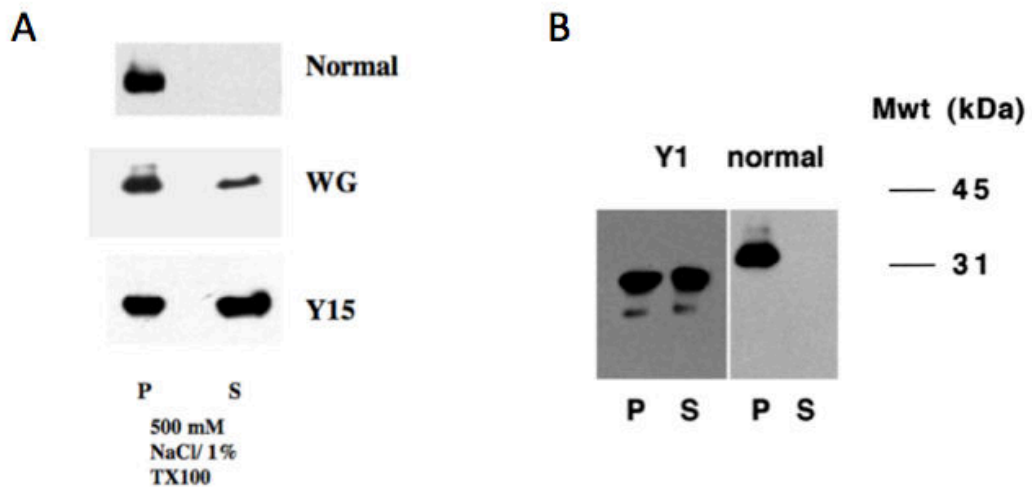 A
Normal
WG
Y15
P S
500 mM
NaCl/ 1%
TX100
B
Mwt (kDa)
Y1 normal
45
31
P S P S